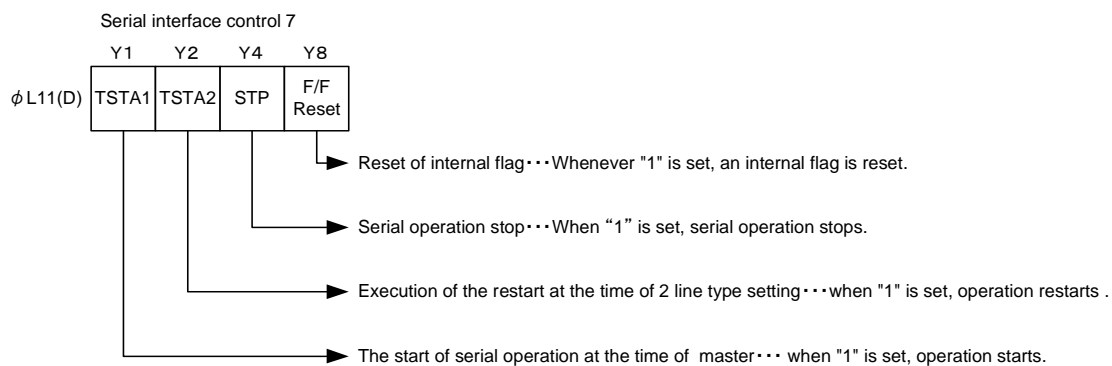 Serial interface control 7
Y1 Y2 Y4 Y8
φL11(D) TSTA1 TSTA2 STP F/F Reset
Reset of internal flag･･･Whenever "1" is set, an internal flag is reset.
Serial operation stop･･･When “1” is set, serial operation stops.
Execution of the restart at the time of 2 line type setting･･･when "1" is set, operation restarts .
The start of serial operation at the time of master･･･ when "1" is set, operation starts.